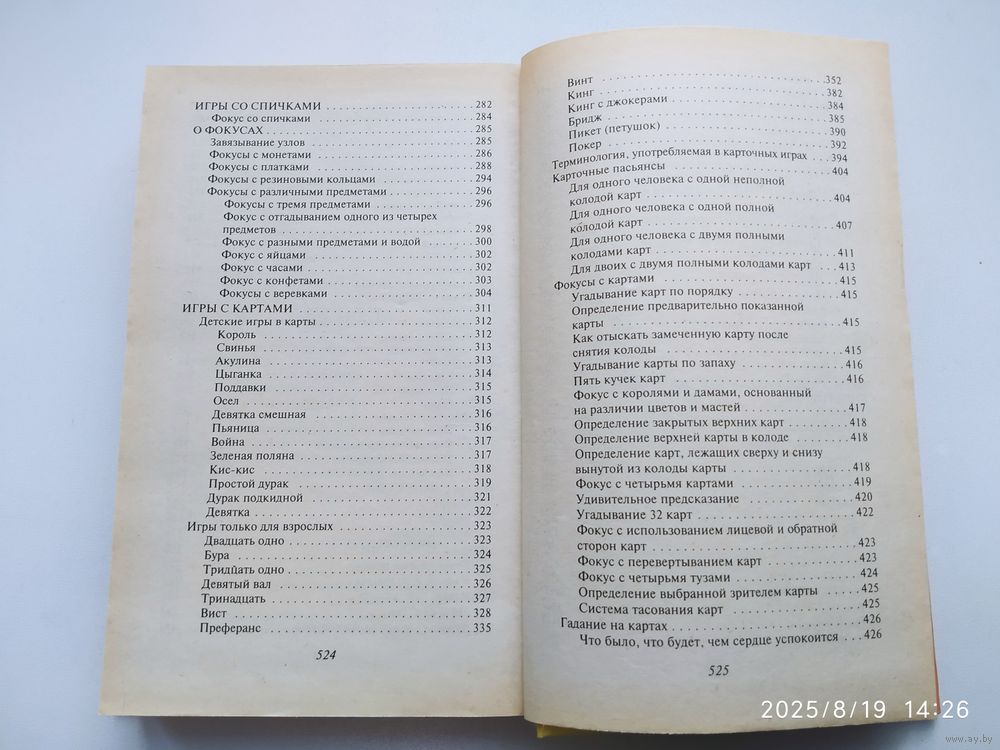 ИГРЫ СО СПИЧКАМИ 282
Фокус со спичками 284
О ФОКУСАХ 285
Завязывание узлов 285
Фокусы с монетами 286
Фокусы с платками 288
Фокусы с резиновыми кольцами 294
Фокусы с различными предметами 296
Фокусы с тремя предметами 296
Фокус с отгадыванием одного из четырех
предметов 298
Фокус с разными предметами и водой 300
Фокус с яйцами 302
Фокус с часами 302
Фокус с конфетами 303
Фокусы с веревками 304
ИГРЫ С КАРТАМИ 311
Детские игры в карты 312
Король 312
Свинья 313
Акулина 313
Цыганка 314
Поддавки 315
Осел 315
Девятка смешная 316
Пьяница 316
Война 317
Зеленая поляна 317
Кис-кис 318
Простой дурак 319
Дурак подкидной 321
Девятка 322
Игры только для взрослых 323
Двадцать одно 323
Бура 324
Тридцать одно 325
Девятый вал 326
Тринадцать 327
Вист 328
Преферанс 335
524
Винт 352
Кинг 382
Кинг с джокерами 384
Бридж 385
Пикет (петушок) 390
Покер 392
Терминология, употребляемая в карточных играх 394
Карточные пасьянсы 404
Для одного человека с одной неполной
колодой карт 404
Для одного человека с одной полной
колодой карт 407
Для одного человека с двумя полными
колодами карт 411
Для двоих с двумя полными колодами карт 413
Фокусы с картами 415
Угадывание карт по порядку 415
Определение предварительно показанной
карты 415
Как отыскать замеченную карту после
снятия колоды 415
Угадывание карты по запаху 416
Пять кучек карт 416
Фокус с королями и дамами, основанный
на различии цветов и мастей 417
Определение закрытых верхних карт 418
Определение верхней карты в колоде 418
Определение карт, лежащих сверху и снизу
вынутой из колоды карты 418
Фокус с четырьмя картами 419
Удивительное предсказание 420
Угадывание 32 карт 422
Фокус с использованием лицевой и обратной
сторон карт 423
Фокус с перевертыванием карт 423
Фокус с четырьмя тузами 424
Определение выбранной зрителем карты 425
Система тасования карт 425
Гадание на картах 426
Что было, что будет, чем сердце успокоится 426
525
2025/8/19 14:26
www.ay.by